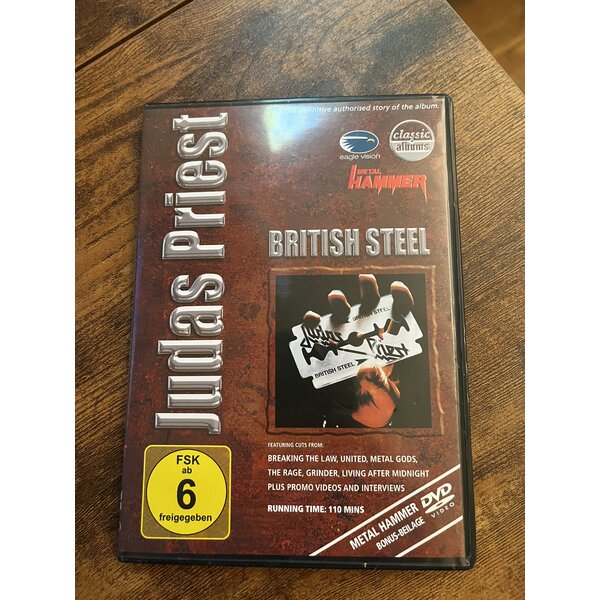 the definitive authorised story of the album.
eagle vision
classic
albums
METAL
HAMMER
Judas Priest
BRITISH STEEL
BRITISH STEEL
Judas
Priest
BRITISH STEEL
FEATURING CUTS FROM:
BREAKING THE LAW, UNITED, METAL GODS,
THE RAGE, GRINDER, LIVING AFTER MIDNIGHT
PLUS PROMO VIDEOS AND INTERVIEWS
RUNNING TIME: 110 MINS
FSK
ab
6
freigegeben
METAL HAMMER
BONUS-BEILAGE
DVD
VIDEO